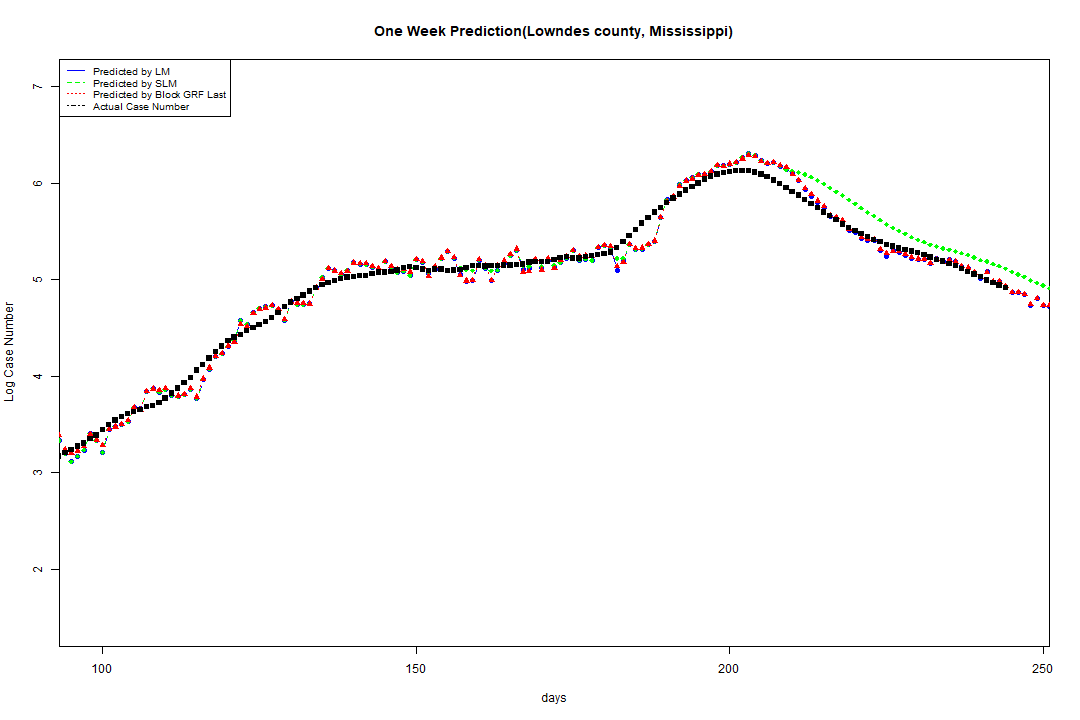 One Week Prediction(Lowndes county, Mississippi)
Predicted by LM
Predicted by SLM
Predicted by Block GRF Last
Actual Case Number
7
6
5
4
3
2
Log Case Number
100
150
200
250
days